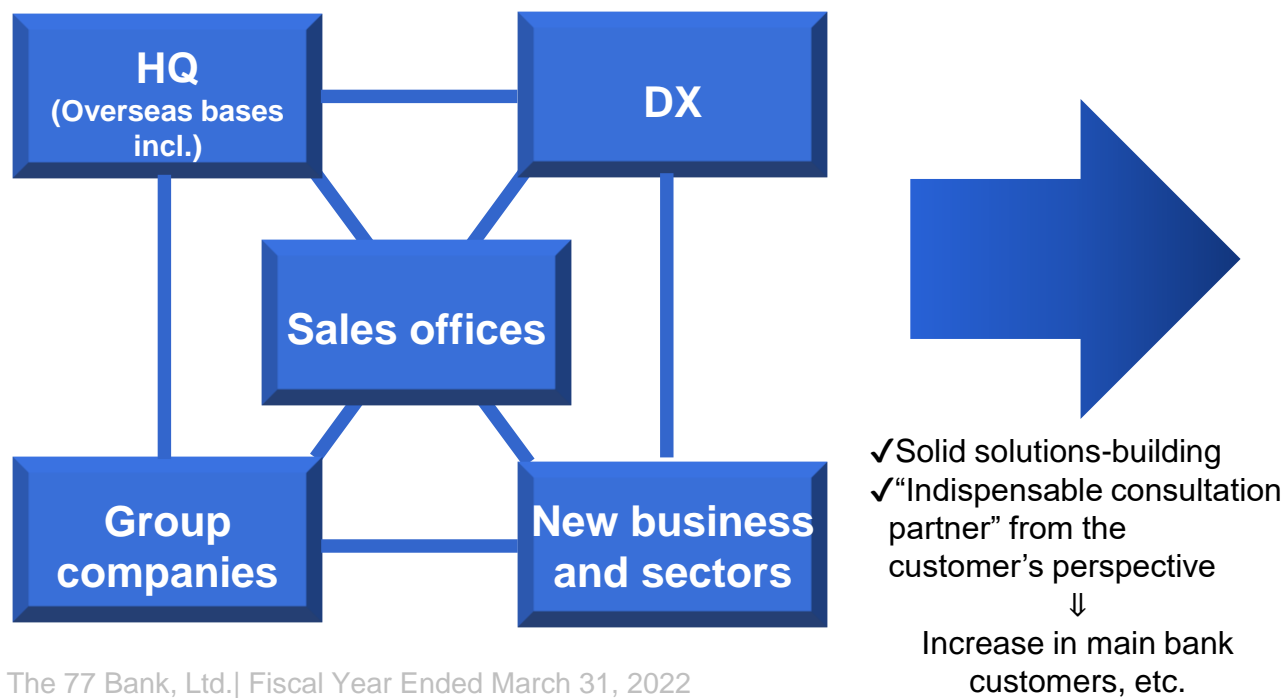 HQ
(Overseas bases
incl.)
DX
Sales offices
Group
companies
New business
and sectors
✓Solid solutions-building
✓“Indispensable consultation
partner” from the
customer’s perspective
⇓
Increase in main bank
customers, etc.
The 77 Bank, Ltd.| Fiscal Year Ended March 31, 2022